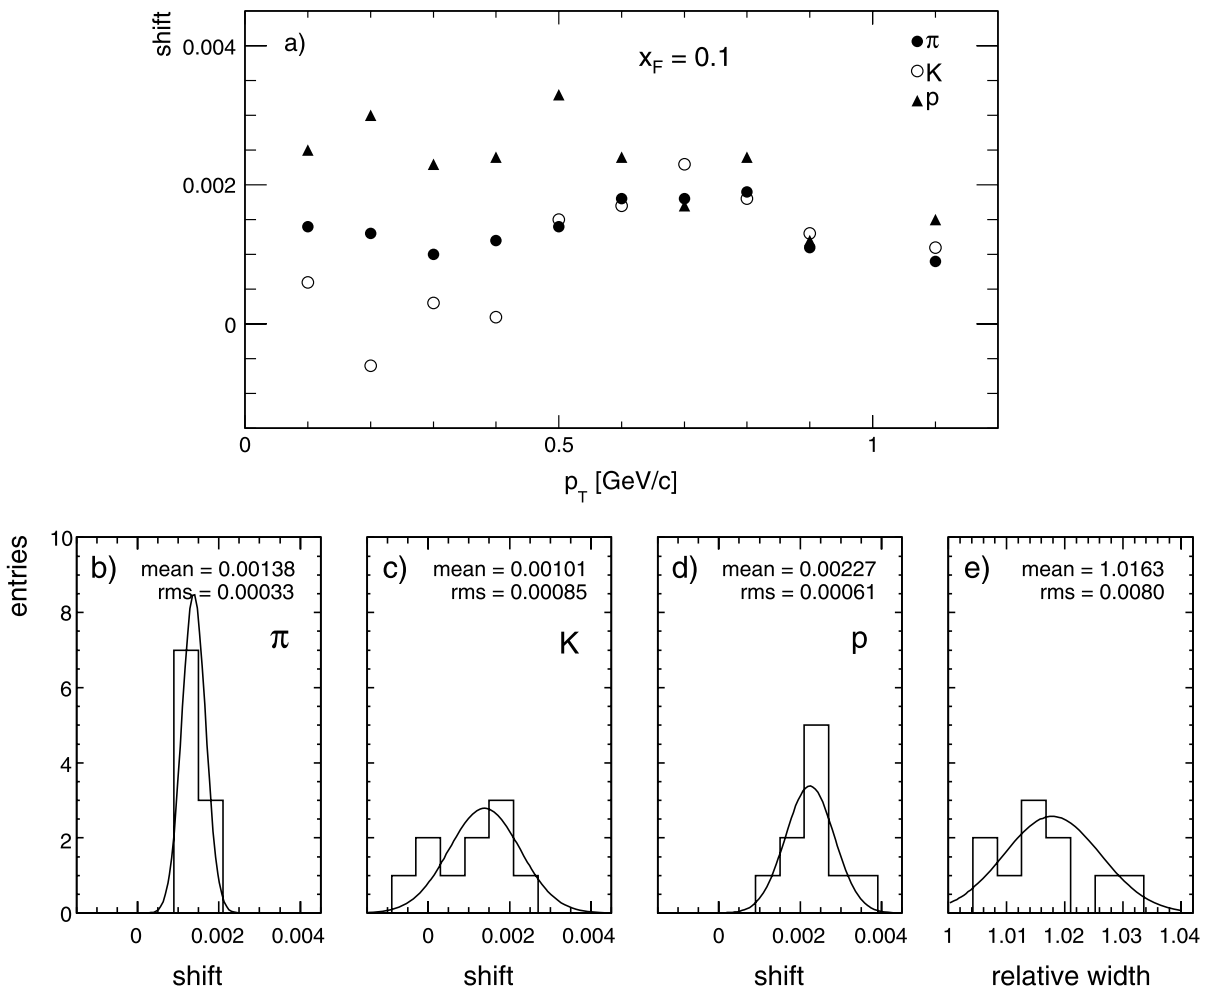 shift
0.004
0.002
0
a)
x_F = 0.1
π
K
p
0
0.5
1
p_T [GeV/c]
entries
10
8
6
4
2
0
b)
mean = 0.00138
rms = 0.00033
π
0
0.002
0.004
shift
c)
mean = 0.00101
rms = 0.00085
K
0
0.002
0.004
shift
d)
mean = 0.00227
rms = 0.00061
p
0
0.002
0.004
shift
e)
mean = 1.0163
rms = 0.0080
1
1.01
1.02
1.03
1.04
relative width